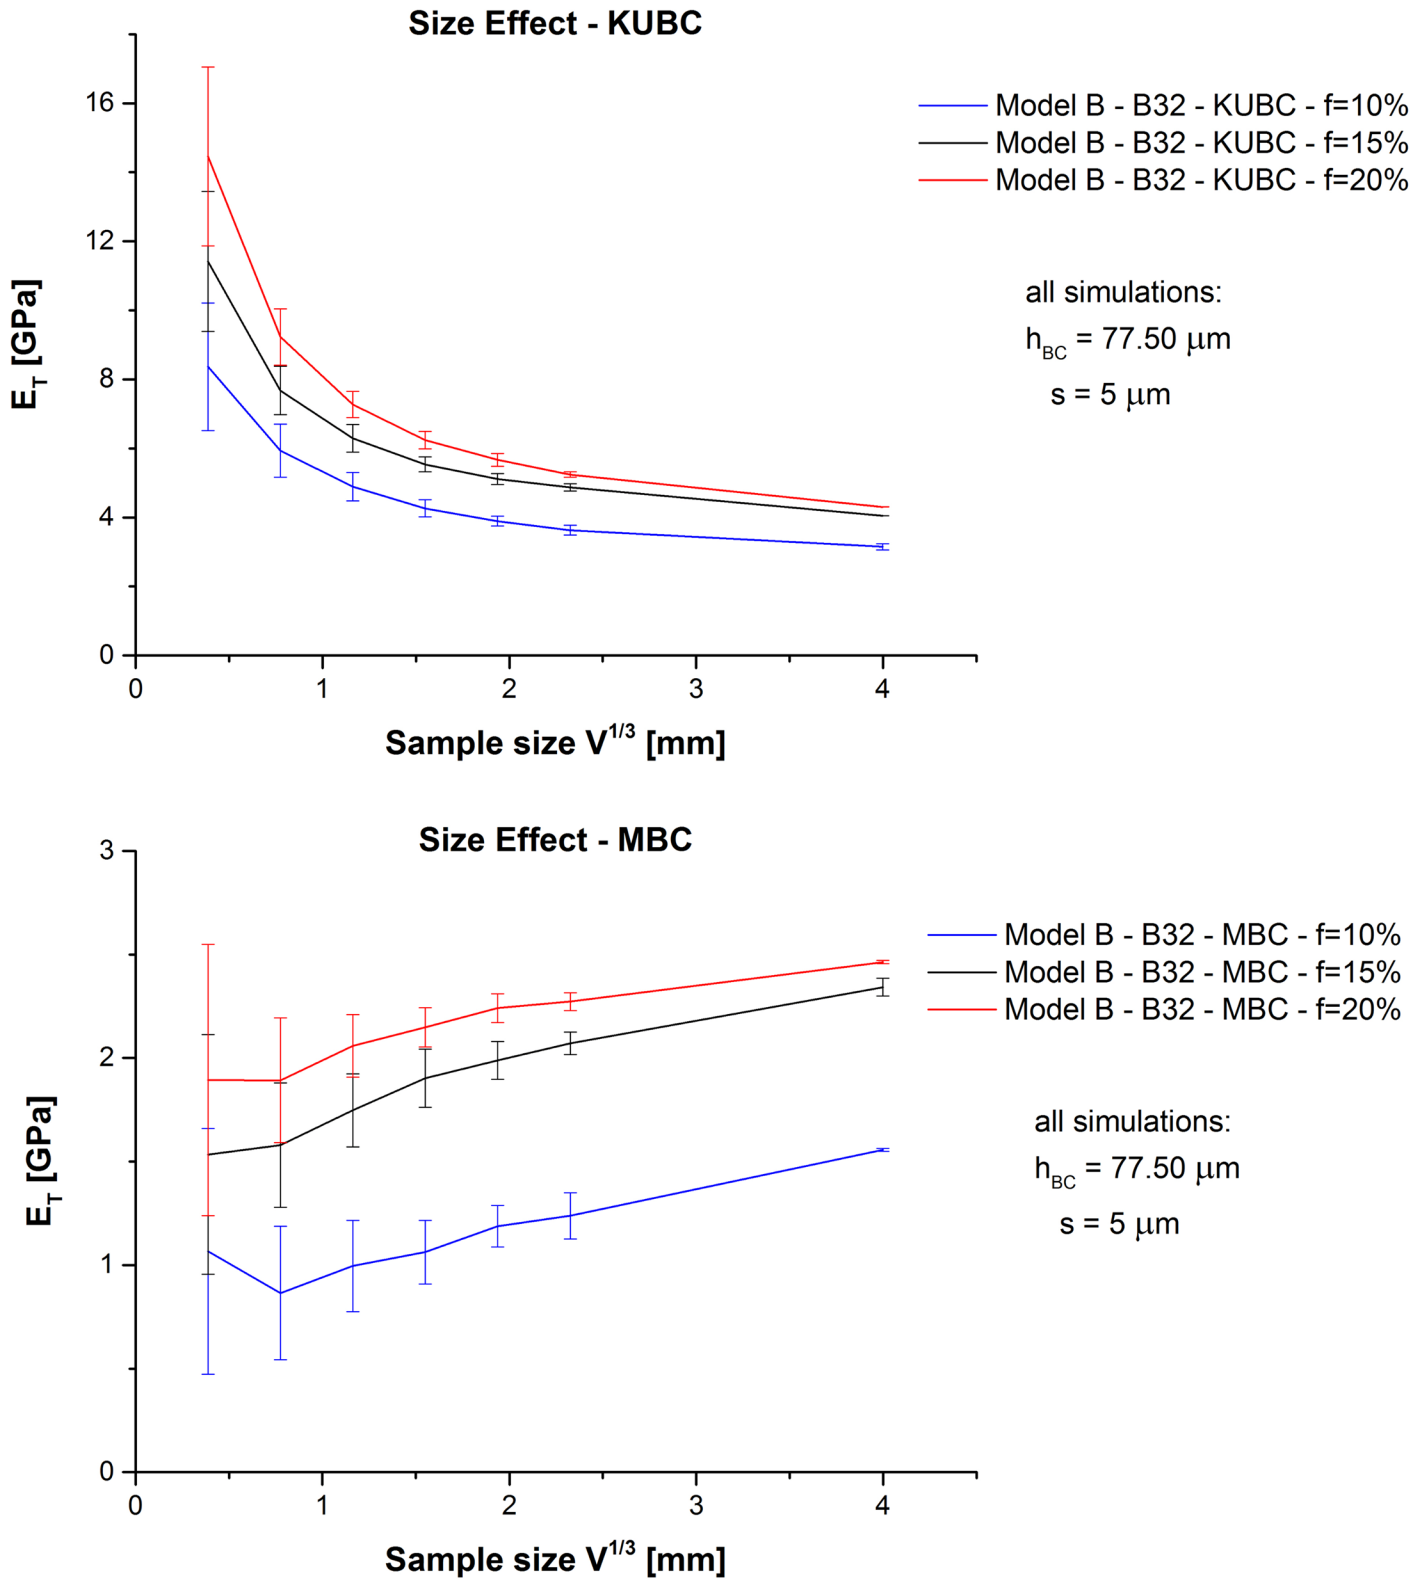 Size Effect - KUBC
16
12
8
4
0
E_T [GPa]
0 1 2 3 4
Sample size V^1/3 [mm]
Model B - B32 - KUBC - f=10%
Model B - B32 - KUBC - f=15%
Model B - B32 - KUBC - f=20%
all simulations:
h_BC = 77.50 μm
s = 5 μm
Size Effect - MBC
3
2
1
0
E_T [GPa]
0 1 2 3 4
Sample size V^1/3 [mm]
Model B - B32 - MBC - f=10%
Model B - B32 - MBC - f=15%
Model B - B32 - MBC - f=20%
all simulations:
h_BC = 77.50 μm
s = 5 μm